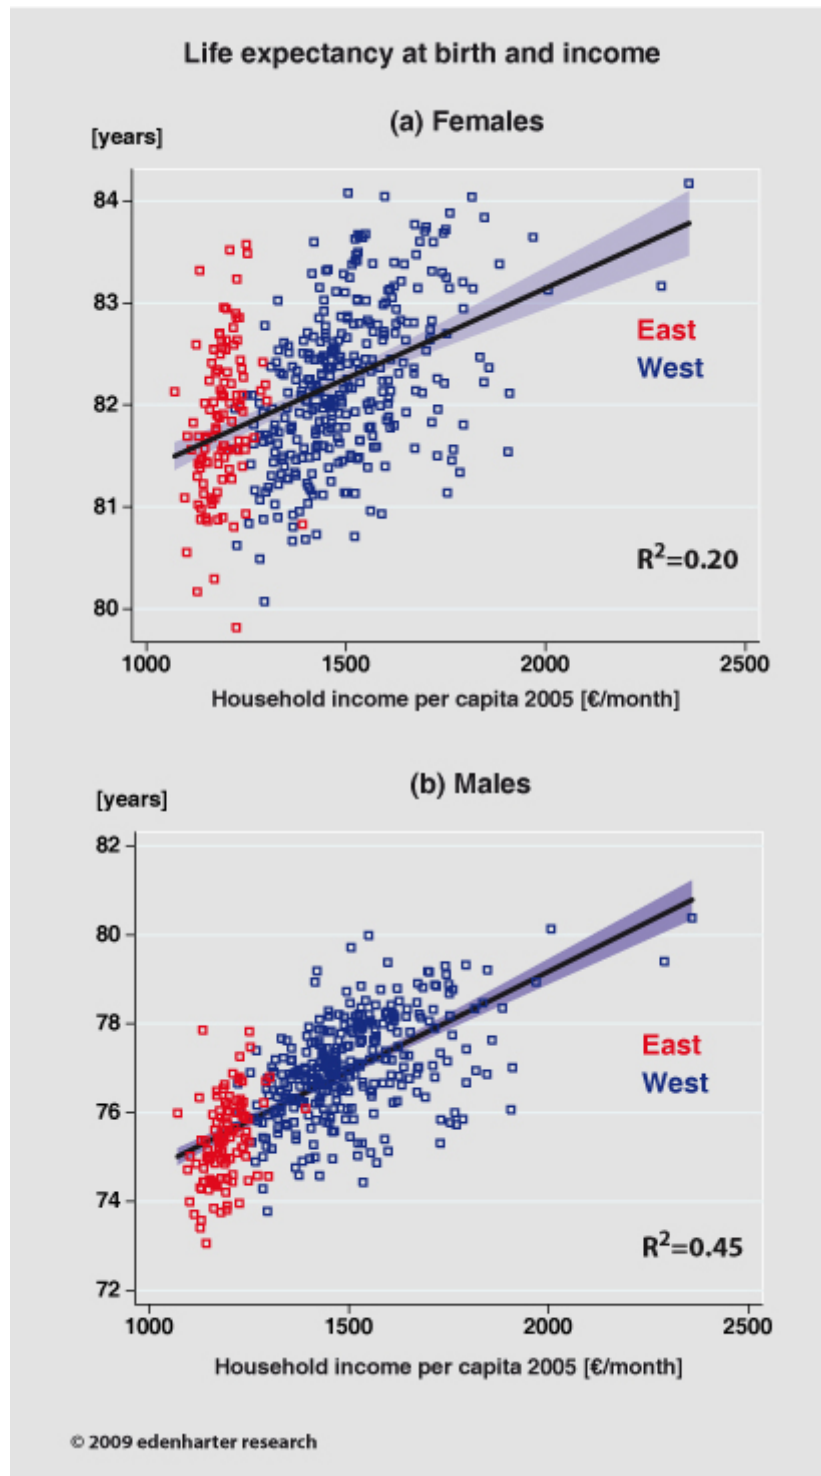 Life expectancy at birth and income
(a) Females
[years]
84
83
82
81
80
East
West
R²=0.20
1000 1500 2000 2500
Household income per capita 2005 [€/month]
(b) Males
[years]
82
80
78
76
74
72
East
West
R²=0.45
1000 1500 2000 2500
Household income per capita 2005 [€/month]
© 2009 edenharter research